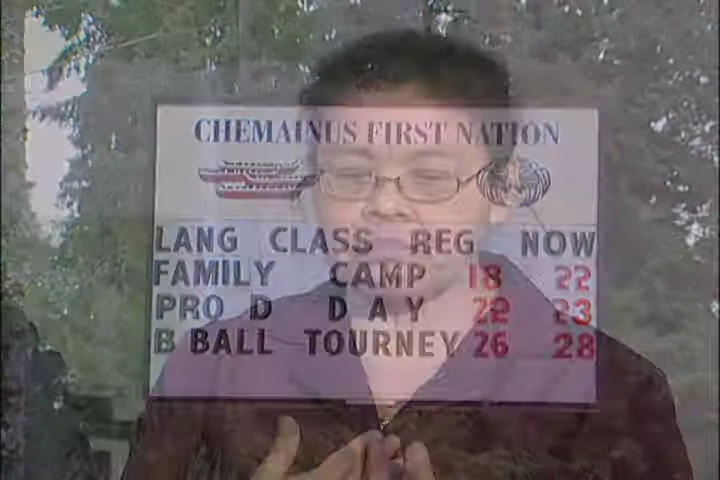 CHEMAINUS FIRST NATION
LANG CLASS REG NOW
FAMILY CAMP 18 22
PRO D DAY 22 23
B BALL TOURNEY 26 28